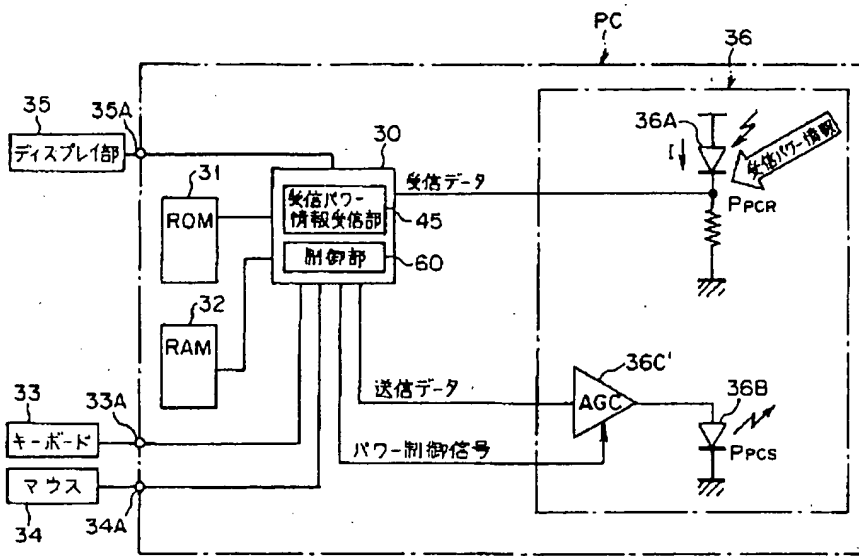 PC
36
35
35A
ディスプレイ部
30
31
ROM
受信パワー
情報受信部
45
制御部
60
受信データ
36A
I
受信パワー情報
PPCR
32
RAM
36C'
送信データ
AGC
36B
PPCS
33
33A
キーボード
パワー制御信号
マウス
34
34A